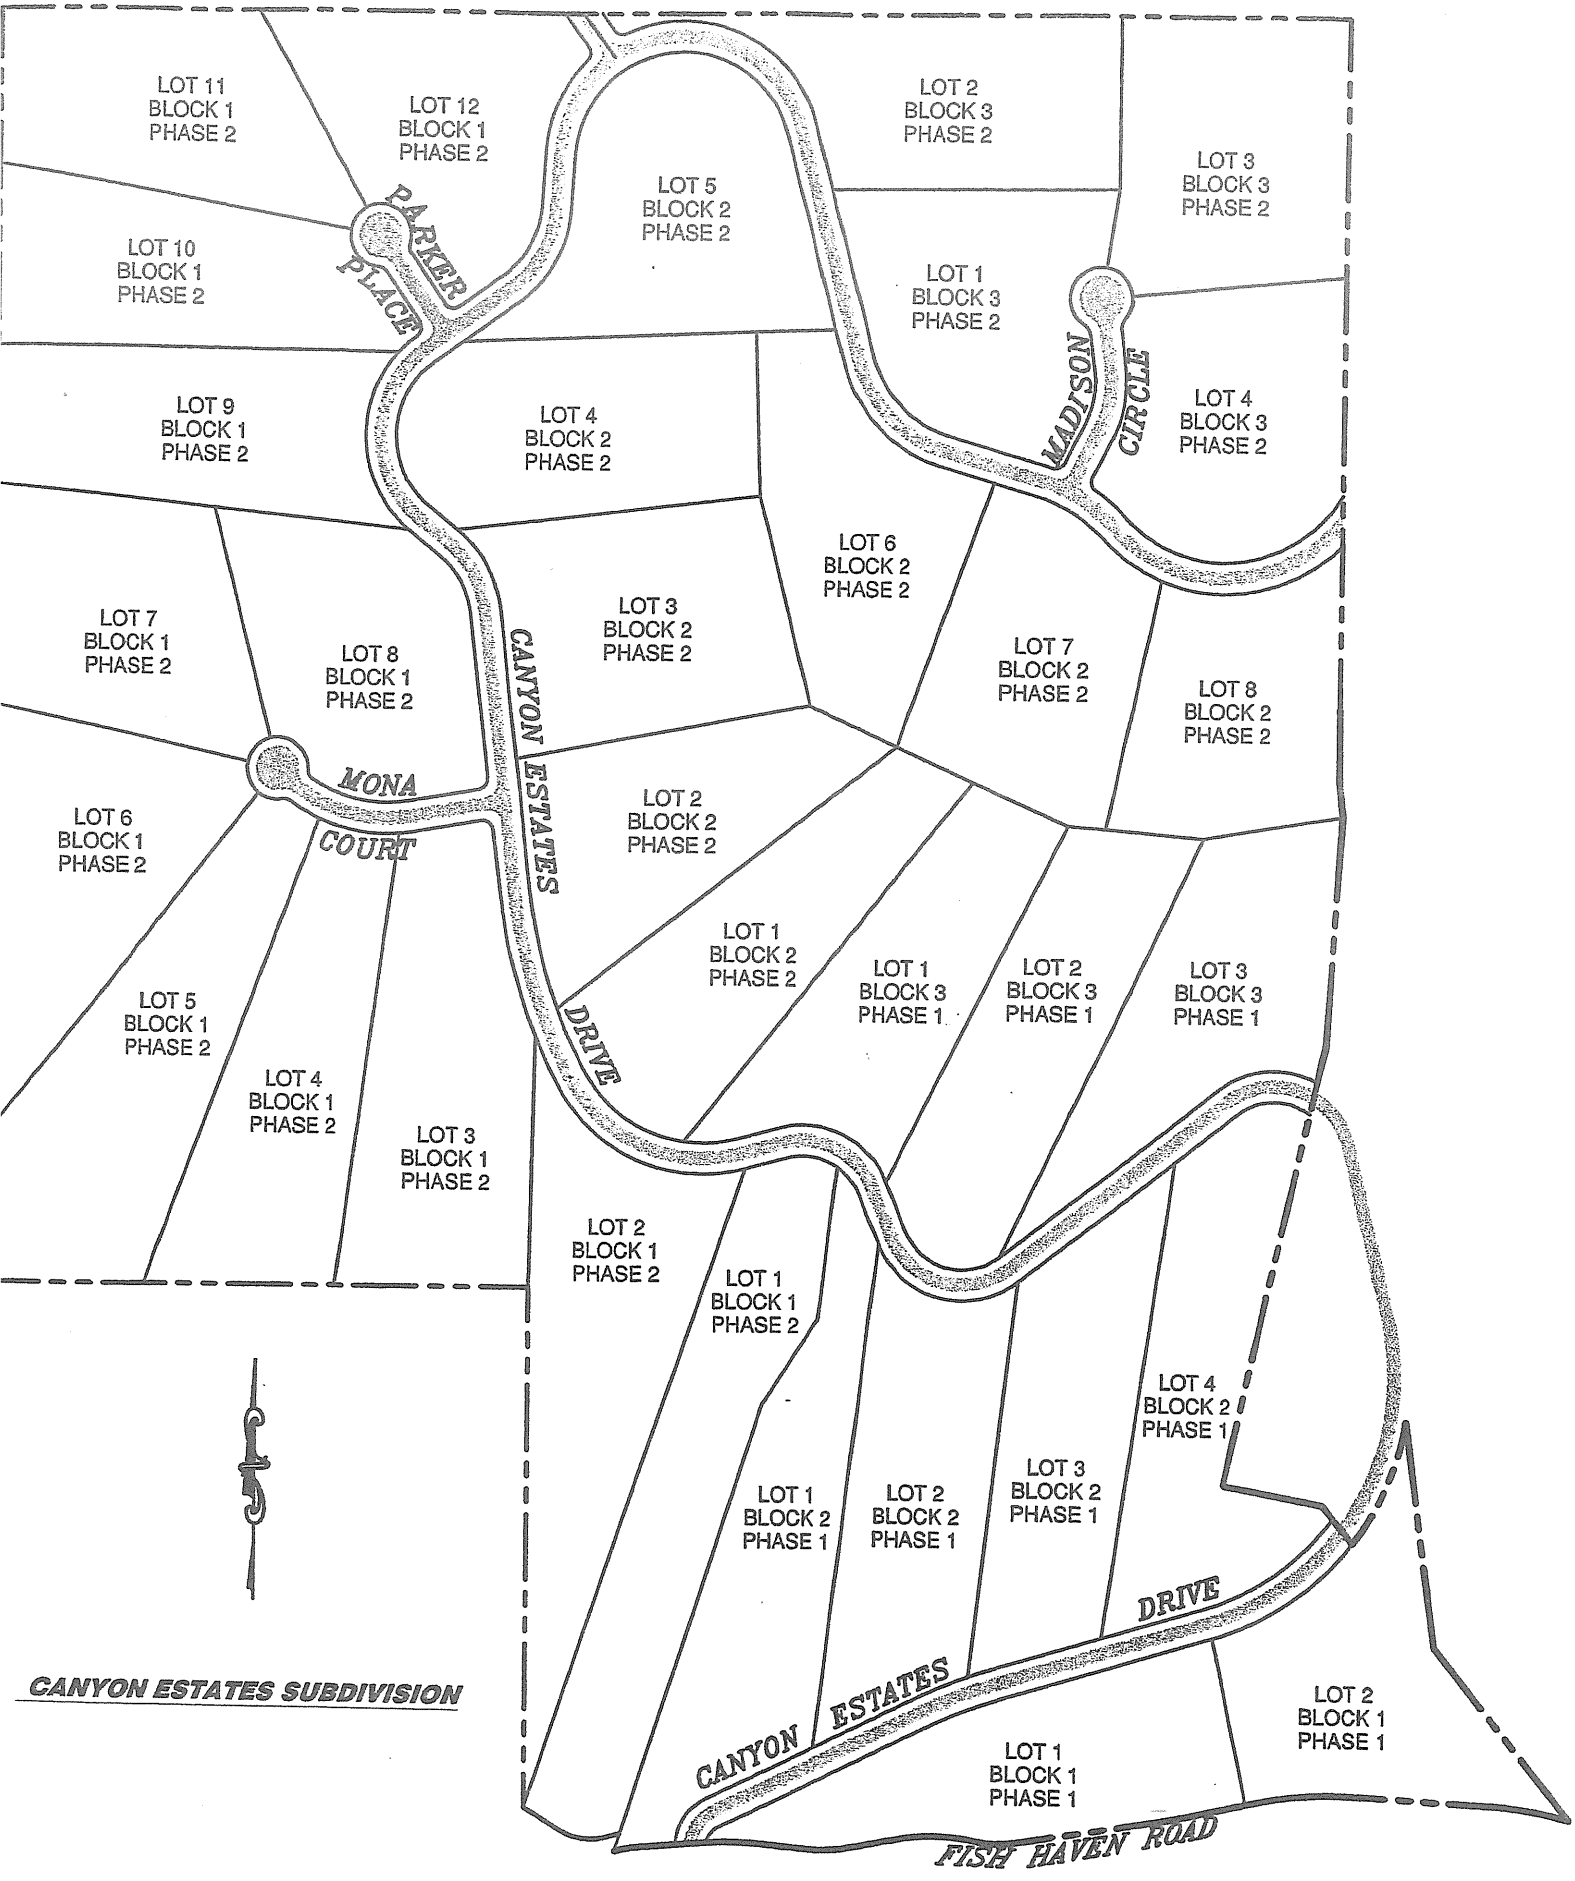 LOT 11
BLOCK 1
PHASE 2
LOT 12
BLOCK 1
PHASE 2
LOT 2
BLOCK 3
PHASE 2
LOT 3
BLOCK 3
PHASE 2
LOT 5
BLOCK 2
PHASE 2
PARKER
PLACE
LOT 10
BLOCK 1
PHASE 2
LOT 1
BLOCK 3
PHASE 2
MADISON
CIRCLE
LOT 9
BLOCK 1
PHASE 2
LOT 4
BLOCK 2
PHASE 2
LOT 4
BLOCK 3
PHASE 2
LOT 6
BLOCK 2
PHASE 2
LOT 7
BLOCK 1
PHASE 2
LOT 8
BLOCK 1
PHASE 2
LOT 3
BLOCK 2
PHASE 2
LOT 7
BLOCK 2
PHASE 2
LOT 8
BLOCK 2
PHASE 2
CANYON ESTATES DRIVE
MONA
COURT
LOT 6
BLOCK 1
PHASE 2
LOT 2
BLOCK 2
PHASE 2
LOT 1
BLOCK 2
PHASE 2
LOT 1
BLOCK 3
PHASE 1
LOT 2
BLOCK 3
PHASE 1
LOT 3
BLOCK 3
PHASE 1
LOT 5
BLOCK 1
PHASE 2
LOT 4
BLOCK 1
PHASE 2
LOT 3
BLOCK 1
PHASE 2
LOT 2
BLOCK 1
PHASE 2
LOT 1
BLOCK 1
PHASE 2
LOT 4
BLOCK 2
PHASE 1
LOT 1
BLOCK 2
PHASE 1
LOT 2
BLOCK 2
PHASE 1
LOT 3
BLOCK 2
PHASE 1
CANYON ESTATES DRIVE
CANYON ESTATES SUBDIVISION
LOT 1
BLOCK 1
PHASE 1
LOT 2
BLOCK 1
PHASE 1
FISH HAVEN ROAD